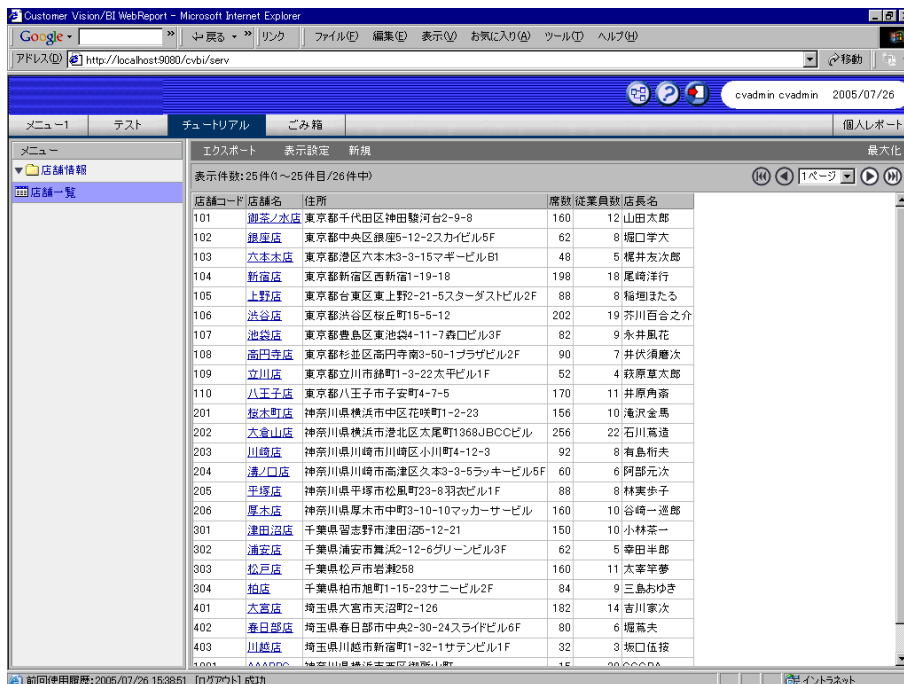 Customer Vision/BI WebReport - Microsoft Internet Explorer
Google 戻る リンク ファイル(F) 編集(E) 表示(V) お気に入り(A) ツール(T) ヘルプ(H)
アドレス(D) http://localhost:9080/cvbi/serv 移動
cvadmin cvadmin 2005/07/26
メニュー1 テスト チュートリアル ごみ箱 個人レポート
メニュー エクスポート 表示設定 新規 最大化
店舗情報
店舗一覧
表示件数:25件(1~25件目/26件中) 1ページ
店舗コード 店舗名 住所 席数 従業員数 店長名
101 御茶ノ水店 東京都千代田区神田駿河台2-9-8 160 12 山田太郎
102 銀座店 東京都中央区銀座5-12-2スカイビル5F 62 8 堀口学大
103 六本木店 東京都港区六本木3-3-15マギービルB1 48 5 梶井友次郎
104 新宿店 東京都新宿区西新宿1-19-18 198 18 尾崎洋行
105 上野店 東京都台東区東上野2-21-5スターダストビル2F 88 8 稲垣ほたる
106 渋谷店 東京都渋谷区桜丘町15-5-12 202 19 芥川百合之介
107 池袋店 東京都豊島区東池袋4-11-7森口ビル3F 82 9 永井風花
108 高円寺店 東京都杉並区高円寺南3-50-1プラザビル2F 90 7 井伏須磨次
109 立川店 東京都立川市錦町1-3-22太平ビル1F 52 4 萩原草太郎
110 八王子店 東京都八王子市子安町4-7-5 170 11 井原角斎
201 桜木町店 神奈川県横浜市中区花咲町1-2-23 156 10 滝沢金馬
202 大倉山店 神奈川県横浜市港北区大尾町1368JBCCビル 256 22 石川蔦造
203 川崎店 神奈川県川崎市川崎区小川町4-12-3 92 8 有島桁夫
204 溝ノ口店 神奈川県川崎市高津区久本3-3-5ラッキービル5F 60 6 阿部元次
205 平塚店 神奈川県平塚市松風町23-8羽衣ビル1F 88 8 林実歩子
206 厚木店 神奈川県厚木市中町3-10-10マッカーサービル 160 10 谷崎一巡郎
301 津田沼店 千葉県習志野市津田沼5-12-21 150 10 小林茶一
302 浦安店 千葉県浦安市舞浜2-12-6グリーンビル3F 62 5 幸田半郎
303 松戸店 千葉県松戸市岩瀬258 160 11 太宰竿夢
304 柏店 千葉県柏市旭町1-15-23サニービル2F 84 9 三島おゆき
401 大宮店 埼玉県大宮市天沼町2-126 182 14 吉川家次
402 春日部店 埼玉県春日部市中央2-30-24スライドビル6F 80 6 堀蔦夫
403 川越店 埼玉県川越市新宿町1-32-1サテンビル1F 32 3 坂口伍按
前回使用履歴:2005/07/26 15:38:51 [ログアウト] 成功 イントラネット